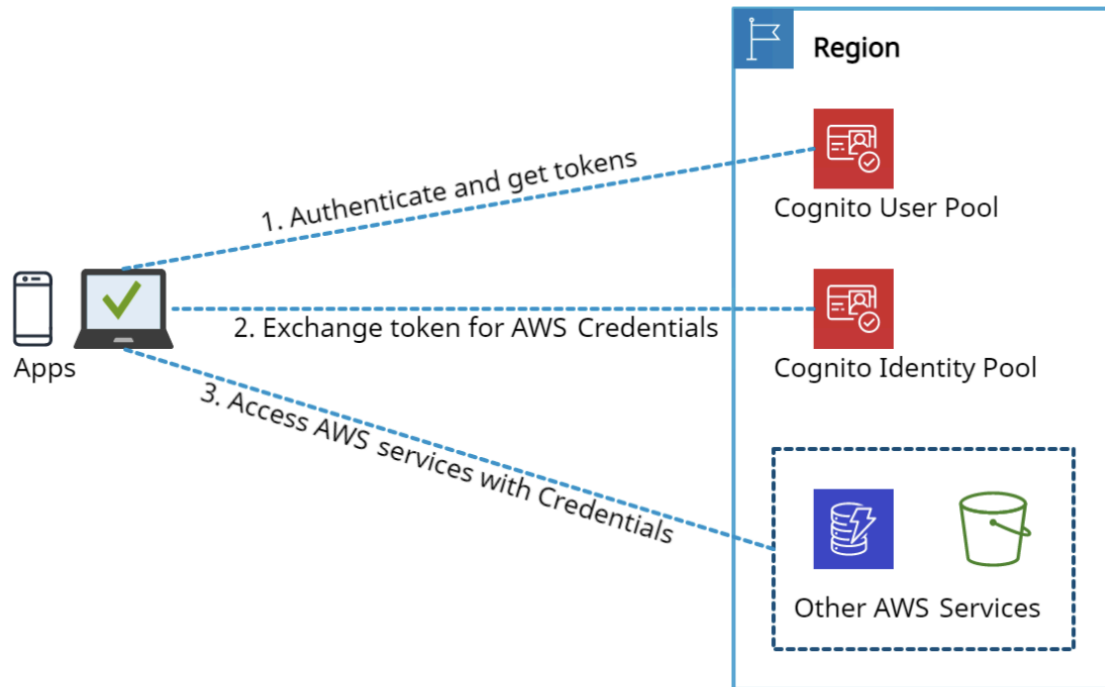 Region
1. Authenticate and get tokens
Cognito User Pool
2. Exchange token for AWS Credentials
Apps
Cognito Identity Pool
3. Access AWS services with Credentials
Other AWS Services